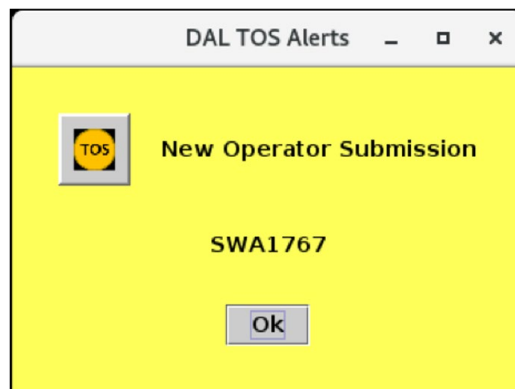 DAL TOS Alerts
TOS
New Operator Submission
SWA1767
Ok